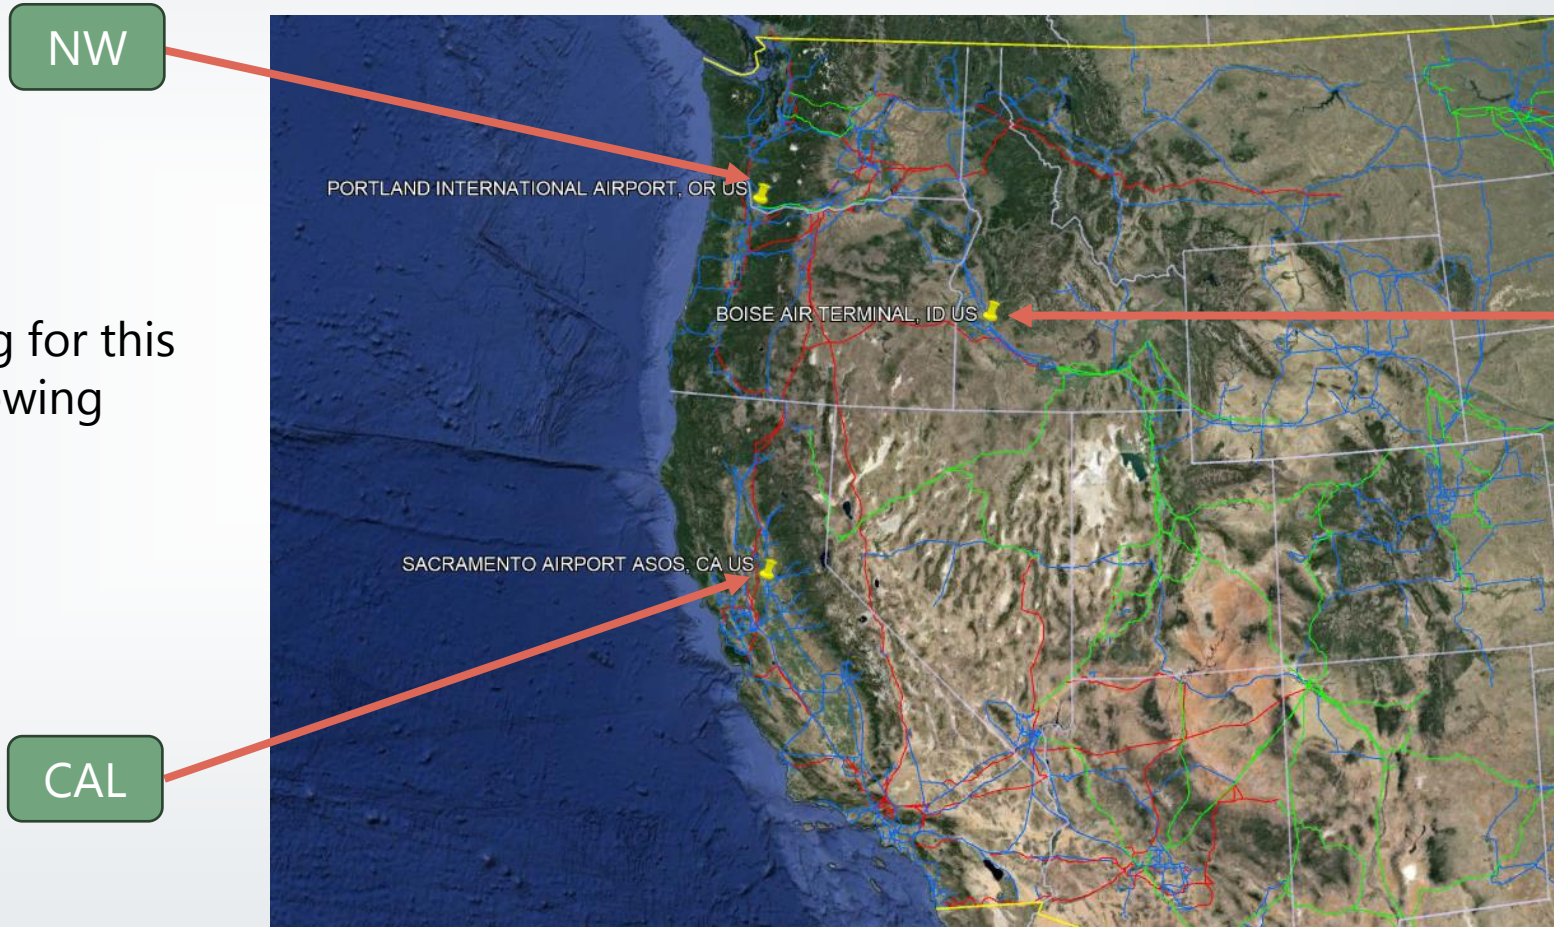 NW
PORTLAND INTERNATIONAL AIRPORT, OR US
BOISE AIR TERMINAL, ID US
g for this
owing
SACRAMENTO AIRPORT ASOS, CA US
CAL